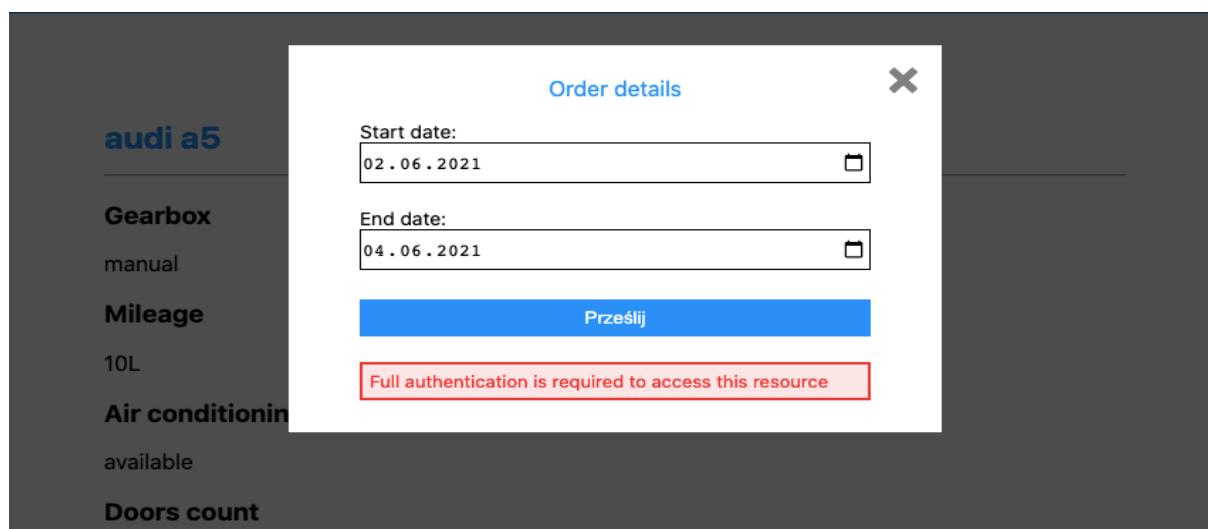 Order details
Start date:
02.06.2021
End date:
04.06.2021
Prześlij
Full authentication is required to access this resource
audi a5
Gearbox
manual
Mileage
10L
Air conditionin
available
Doors count